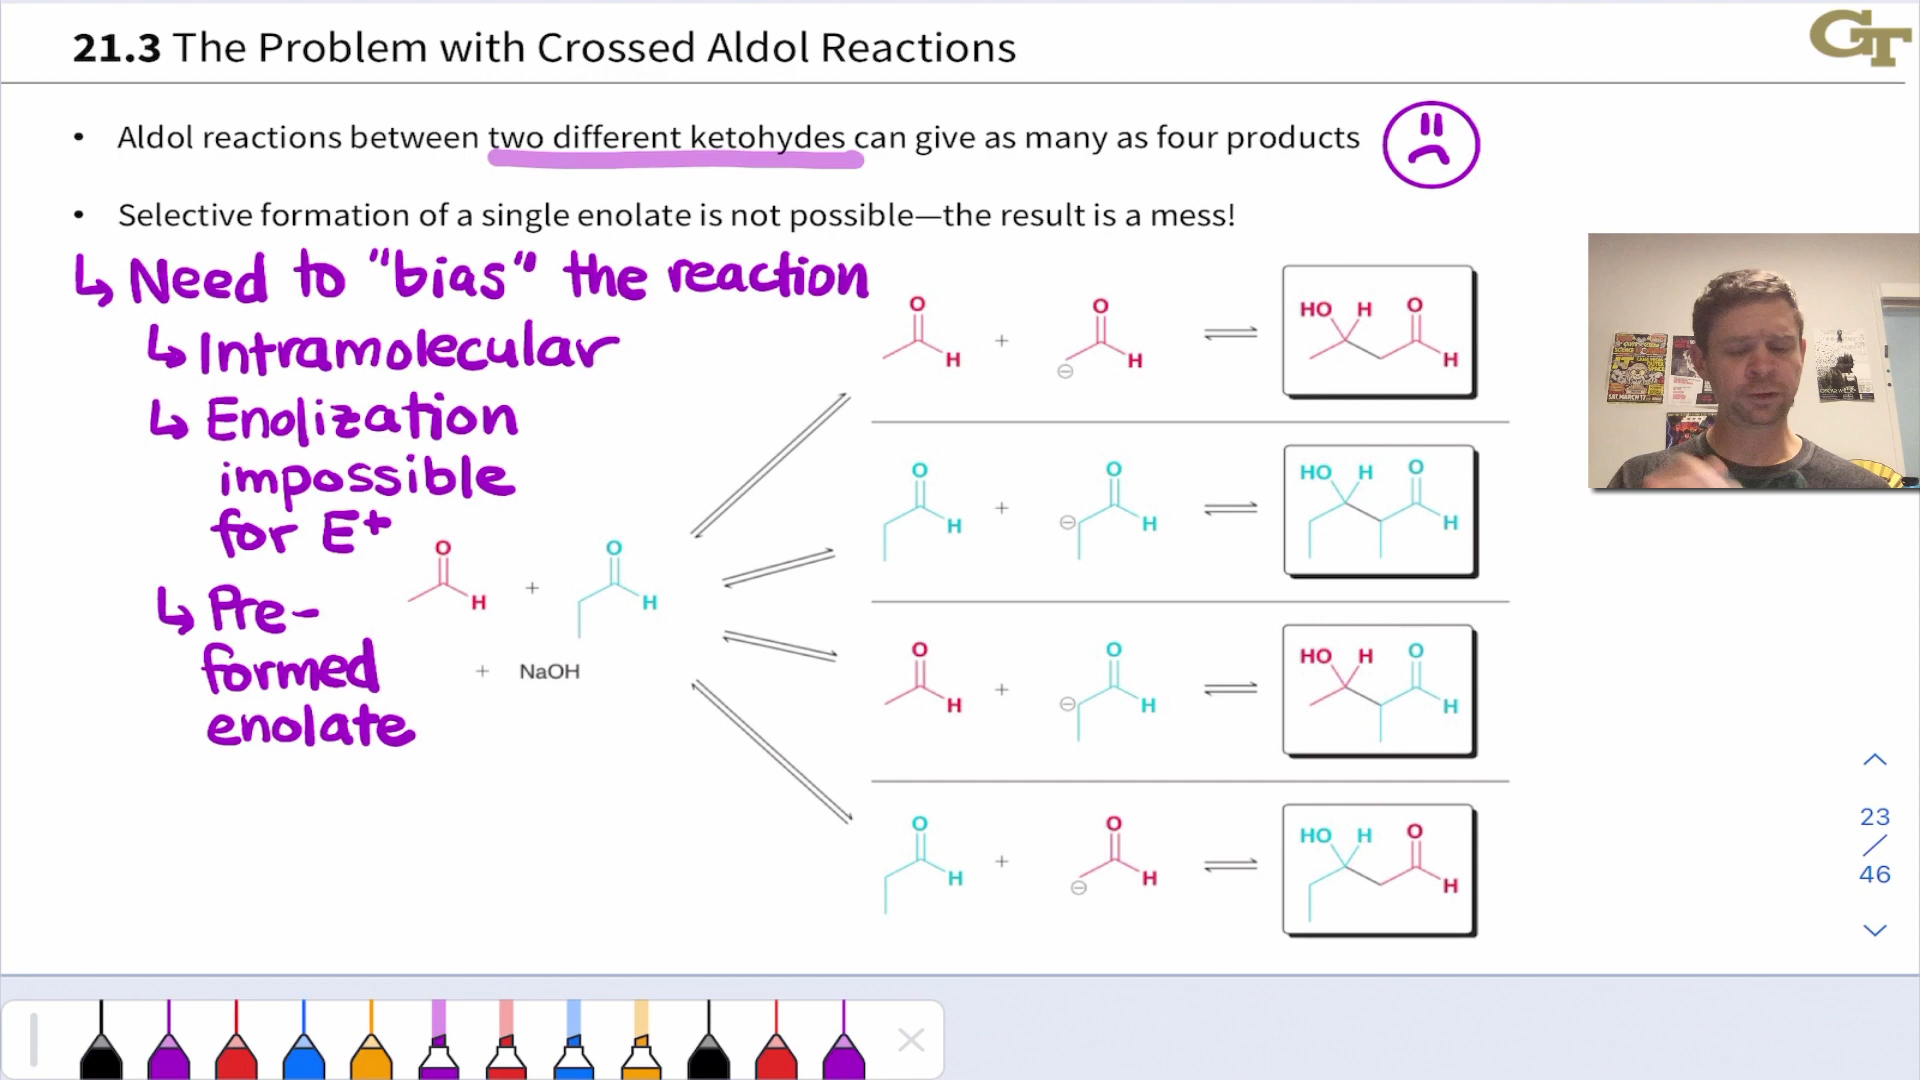 21.3 The Problem with Crossed Aldol Reactions
GT
• Aldol reactions between two different ketohydes can give as many as four products
• Selective formation of a single enolate is not possible—the result is a mess!
↳ Need to "bias" the reaction
↳ Intramolecular
↳ Enolization
impossible
for E+
↳ Pre-
formed
enolate
O H + O H
+ NaOH
O H + O ⊖ H ⇌ HO H O H
O H + O ⊖ H ⇌ HO H O H
O H + O ⊖ H ⇌ HO H O H
O H + O ⊖ H ⇌ HO H O H
23
/
46